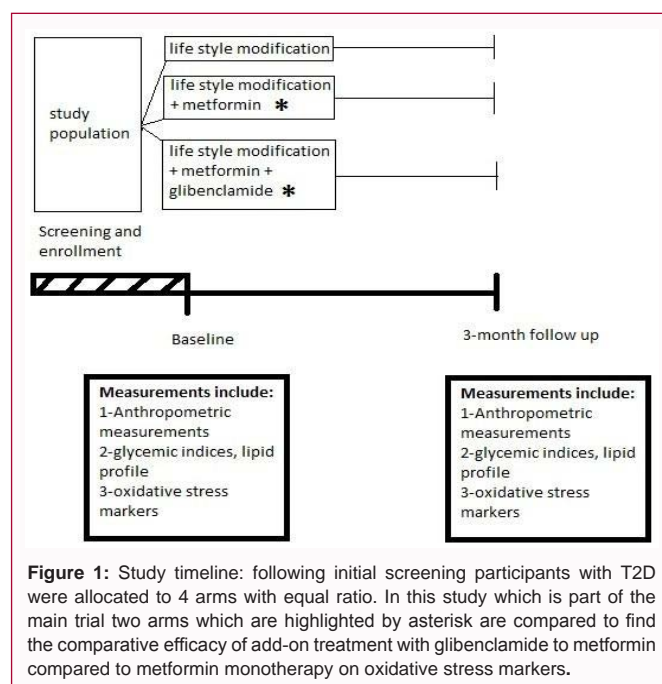 life style modification
life style modification
+ metformin *
study
population
life style modification
+ metformin +
glibenclamide *
Screening and
enrollment
Baseline
3-month follow up
Measurements include:
1-Anthropometric
measurements
2-glycemic indices, lipid
profile
3-oxidative stress
markers
Measurements include:
1-Anthropometric
measurements
2-glycemic indices, lipid
profile
3-oxidative stress
markers
Figure 1: Study timeline: following initial screening participants with T2D
were allocated to 4 arms with equal ratio. In this study which is part of the
main trial two arms which are highlighted by asterisk are compared to find
the comparative efficacy of add-on treatment with glibenclamide to metformin
compared to metformin monotherapy on oxidative stress markers.